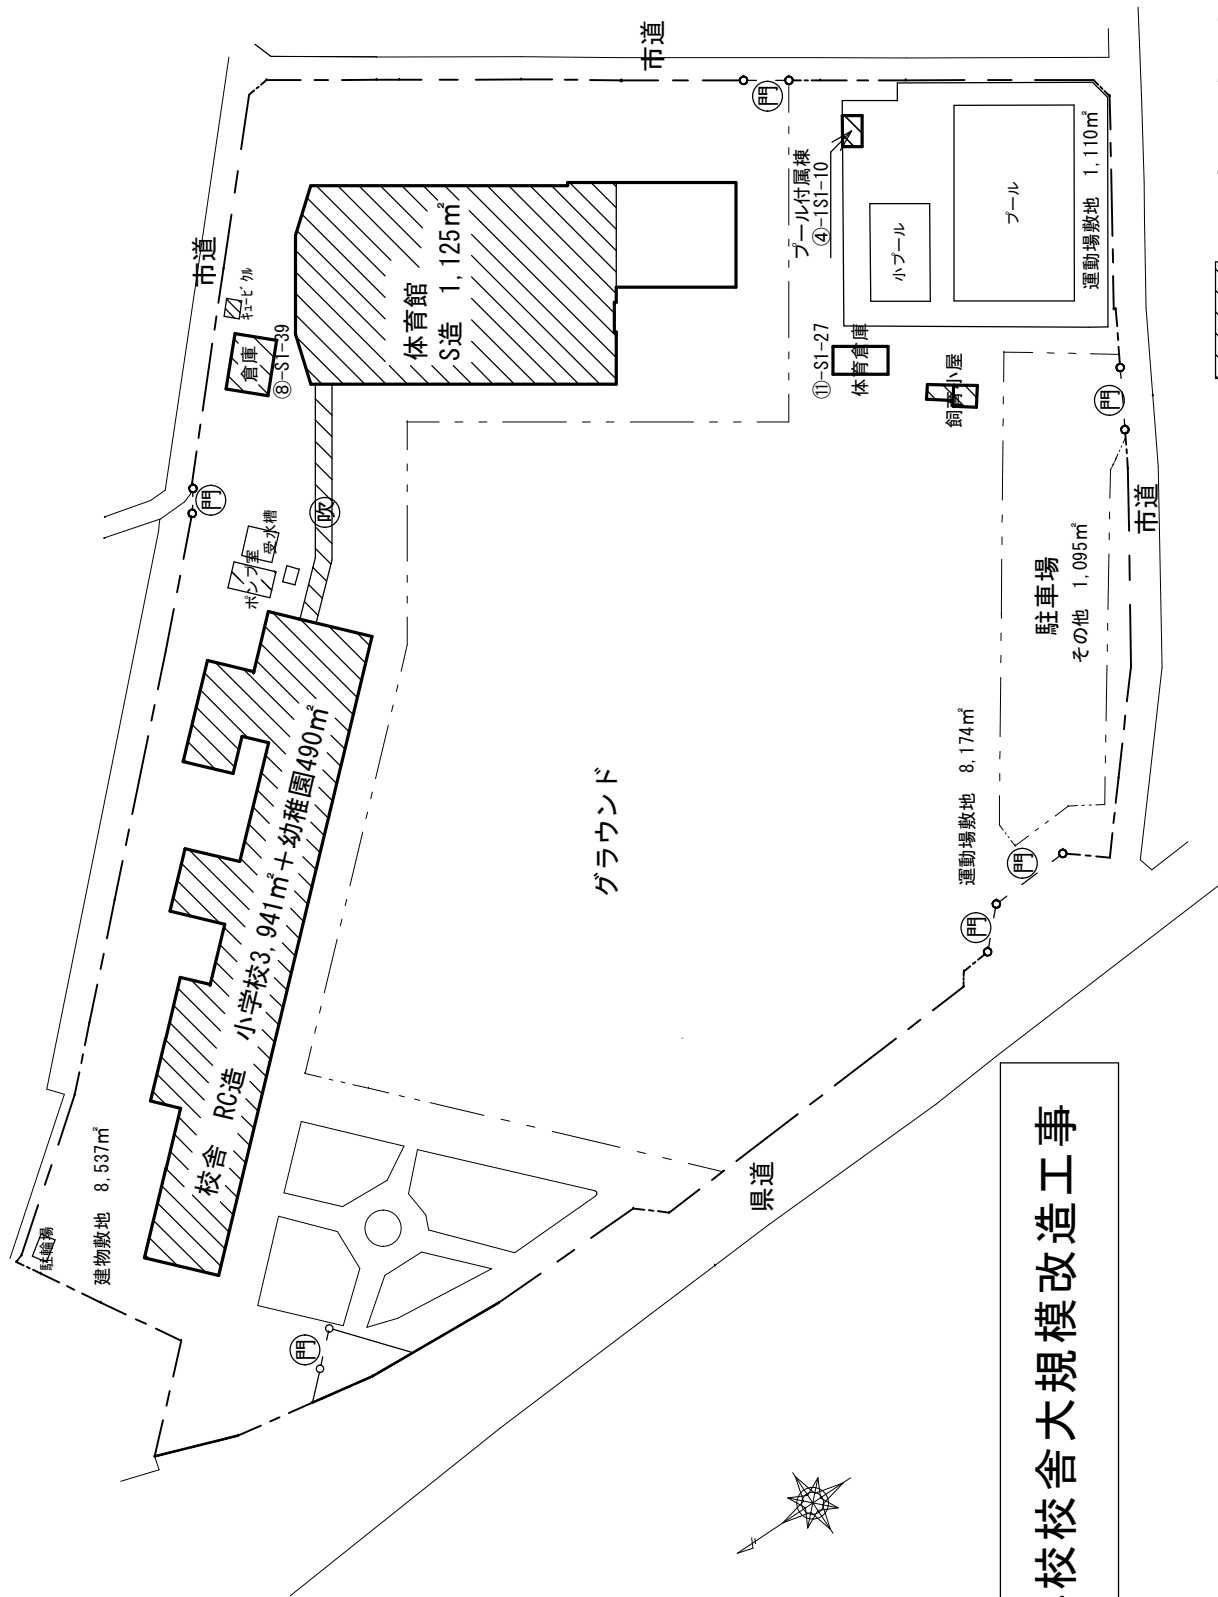 市道
市道
門
キュービクル
倉庫
⑧-S1-39
体育館
S造 1,125㎡
プール付属棟
④-1S1-10
小プール
プール
運動場敷地 1,110㎡
⑪-S1-27
体育倉庫
飼育小屋
門
市道
門
受水槽
ポンプ室
吹
駐車場
その他 1,095㎡
校舎 RC造 小学校3,941㎡+幼稚園490㎡
グラウンド
運動場敷地 8,174㎡
門
門
県道
駐輪場
建物敷地 8,537㎡
門
校校舎大規模改造工事